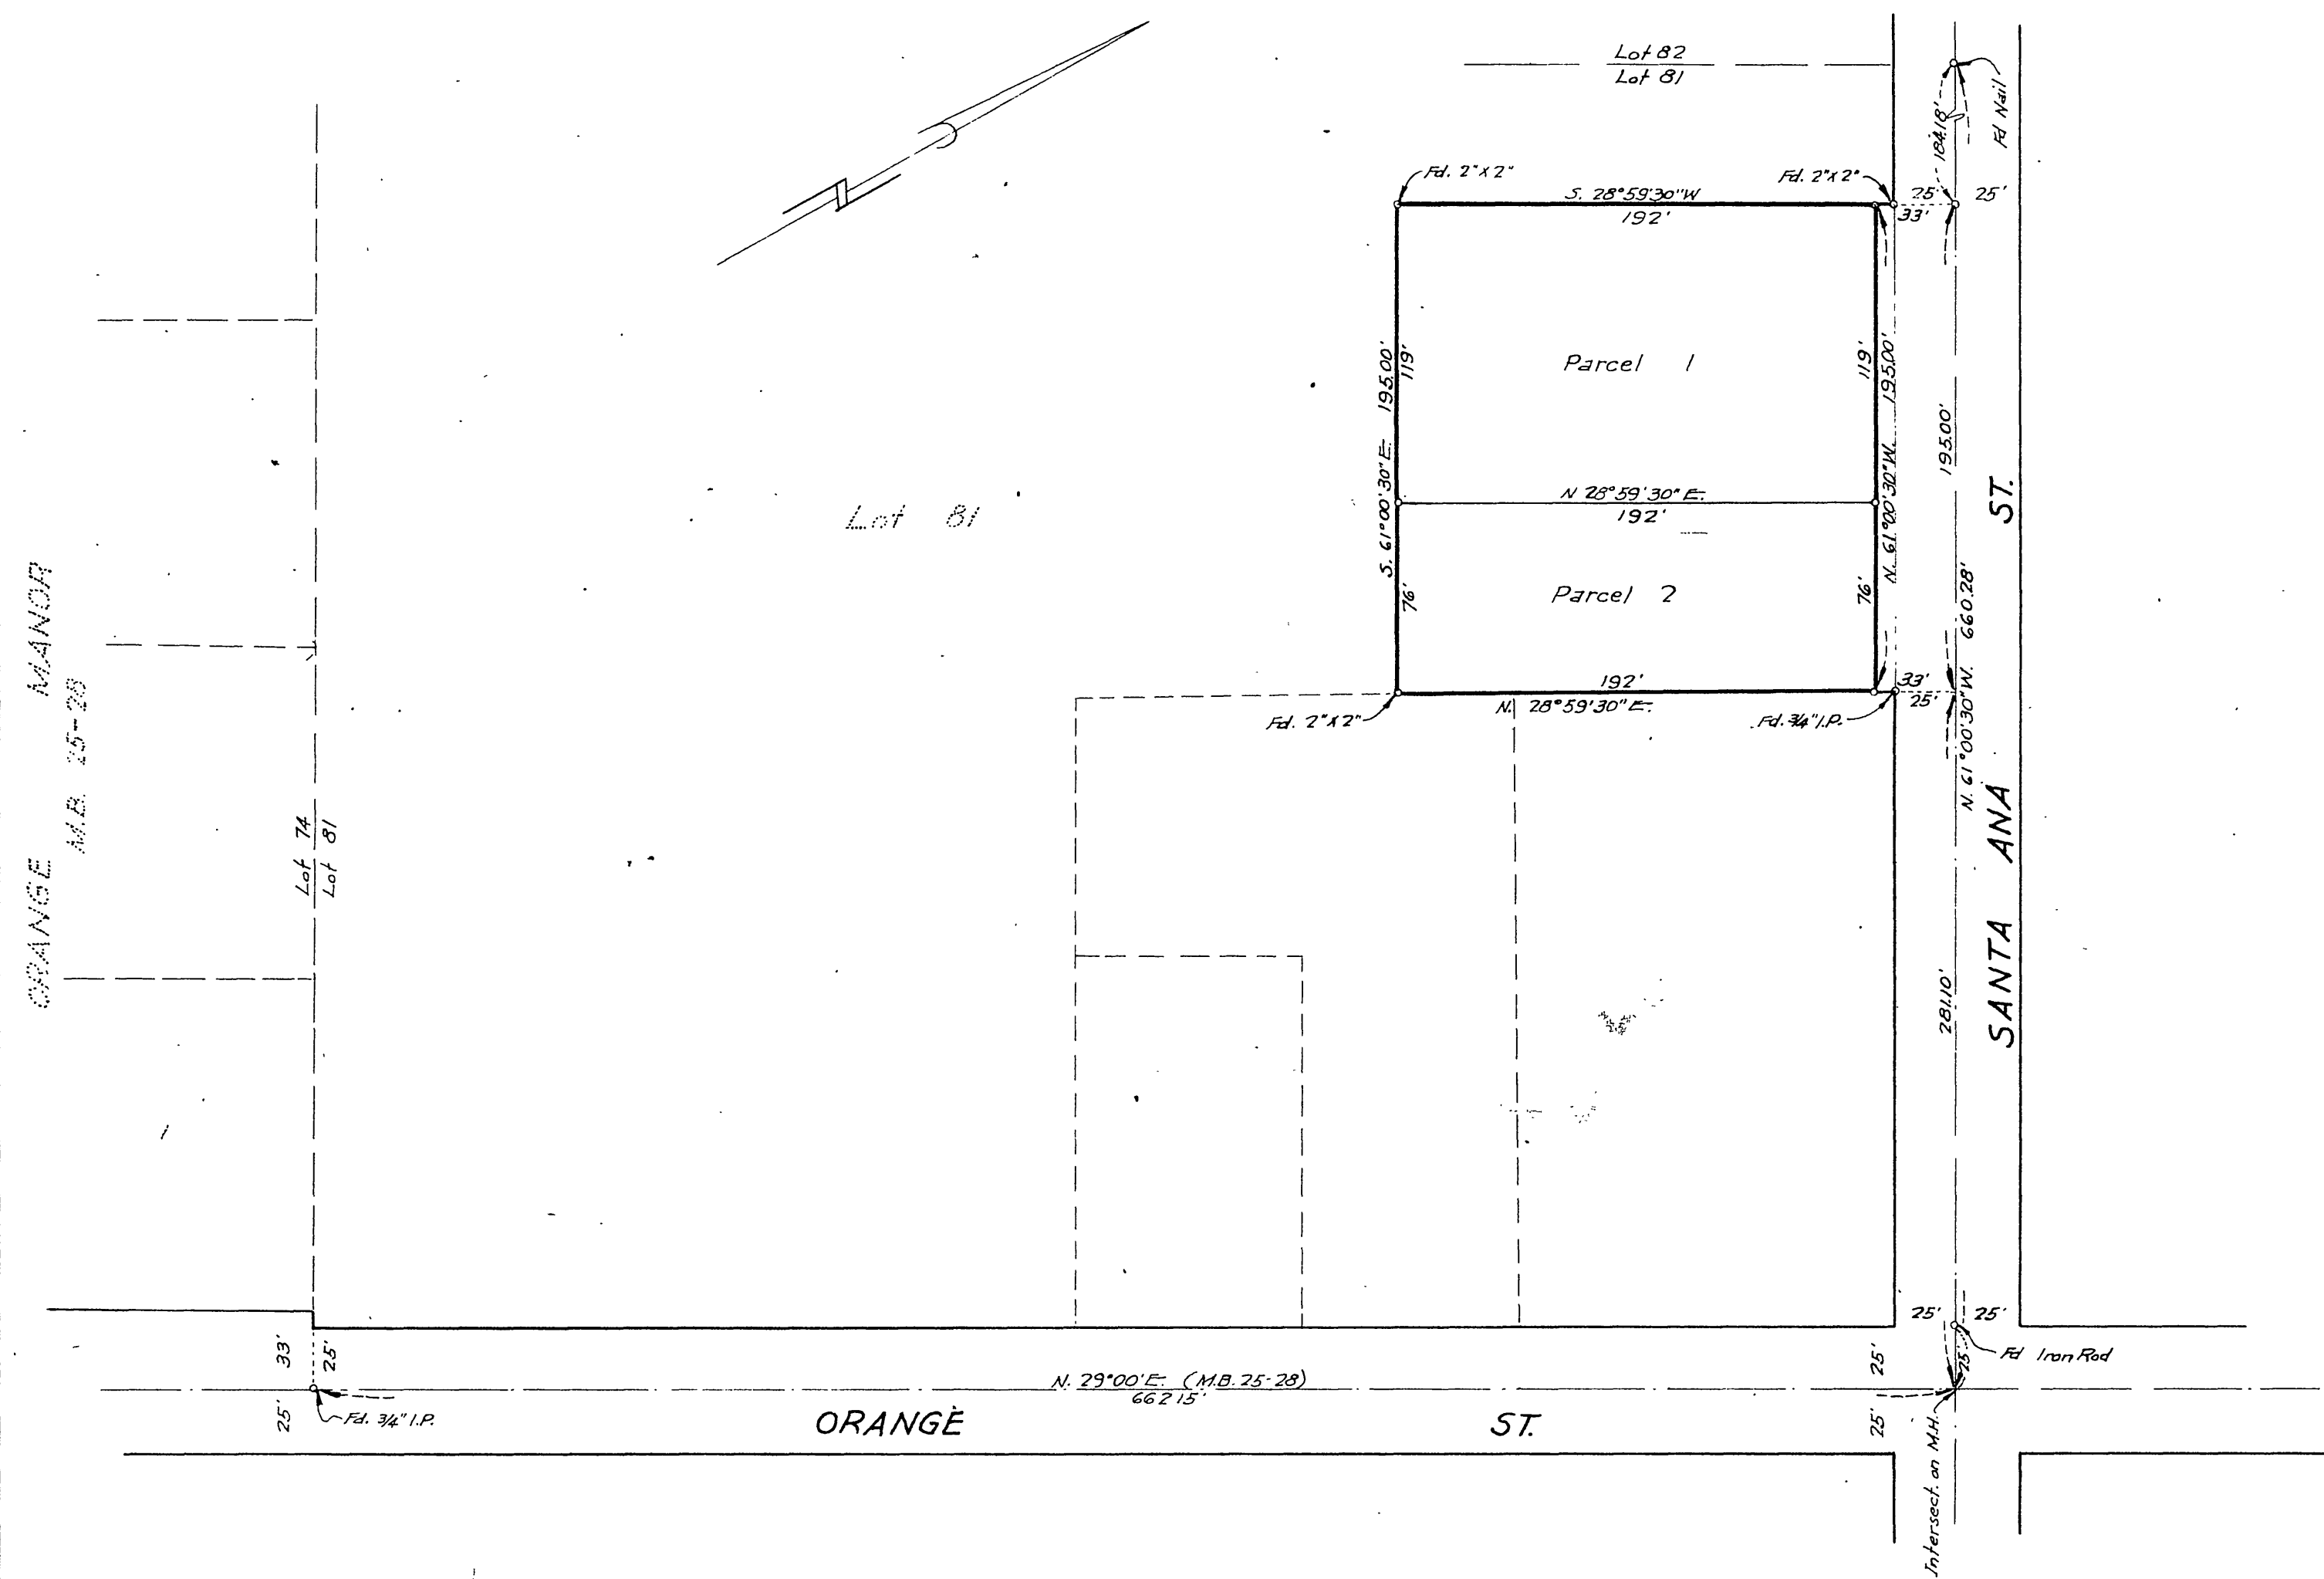 Lot 82
Lot 81
Fd Nail
184.18'
Fd. 2"x2"
Fd. 2"x2"
S. 28°59'30"W
192'
25'
25'
33'
Parcel 1
S. 61°00'30"E. 195.00'
119'
119'
N. 61°00'30"W. 195.00'
195.00'
N 28°59'30"E.
192'
Lot 81
Parcel 2
76'
76'
192'
N. 28°59'30"E.
33'
25'
Fd. 2"x2"
Fd. 3/4" I.P.
N. 61°00'30"W. 660.28'
SANTA ANA ST.
ORANGE MANOR
M.B. 25-28
Lot 74
Lot 81
281.10'
25'
25'
25'
Fd Iron Rod
33'
25'
25'
25'
25'
Fd. 3/4" I.P.
N. 29°00'E. (M.B. 25-28)
662.15'
ORANGE ST.
Intersect. on M.H.